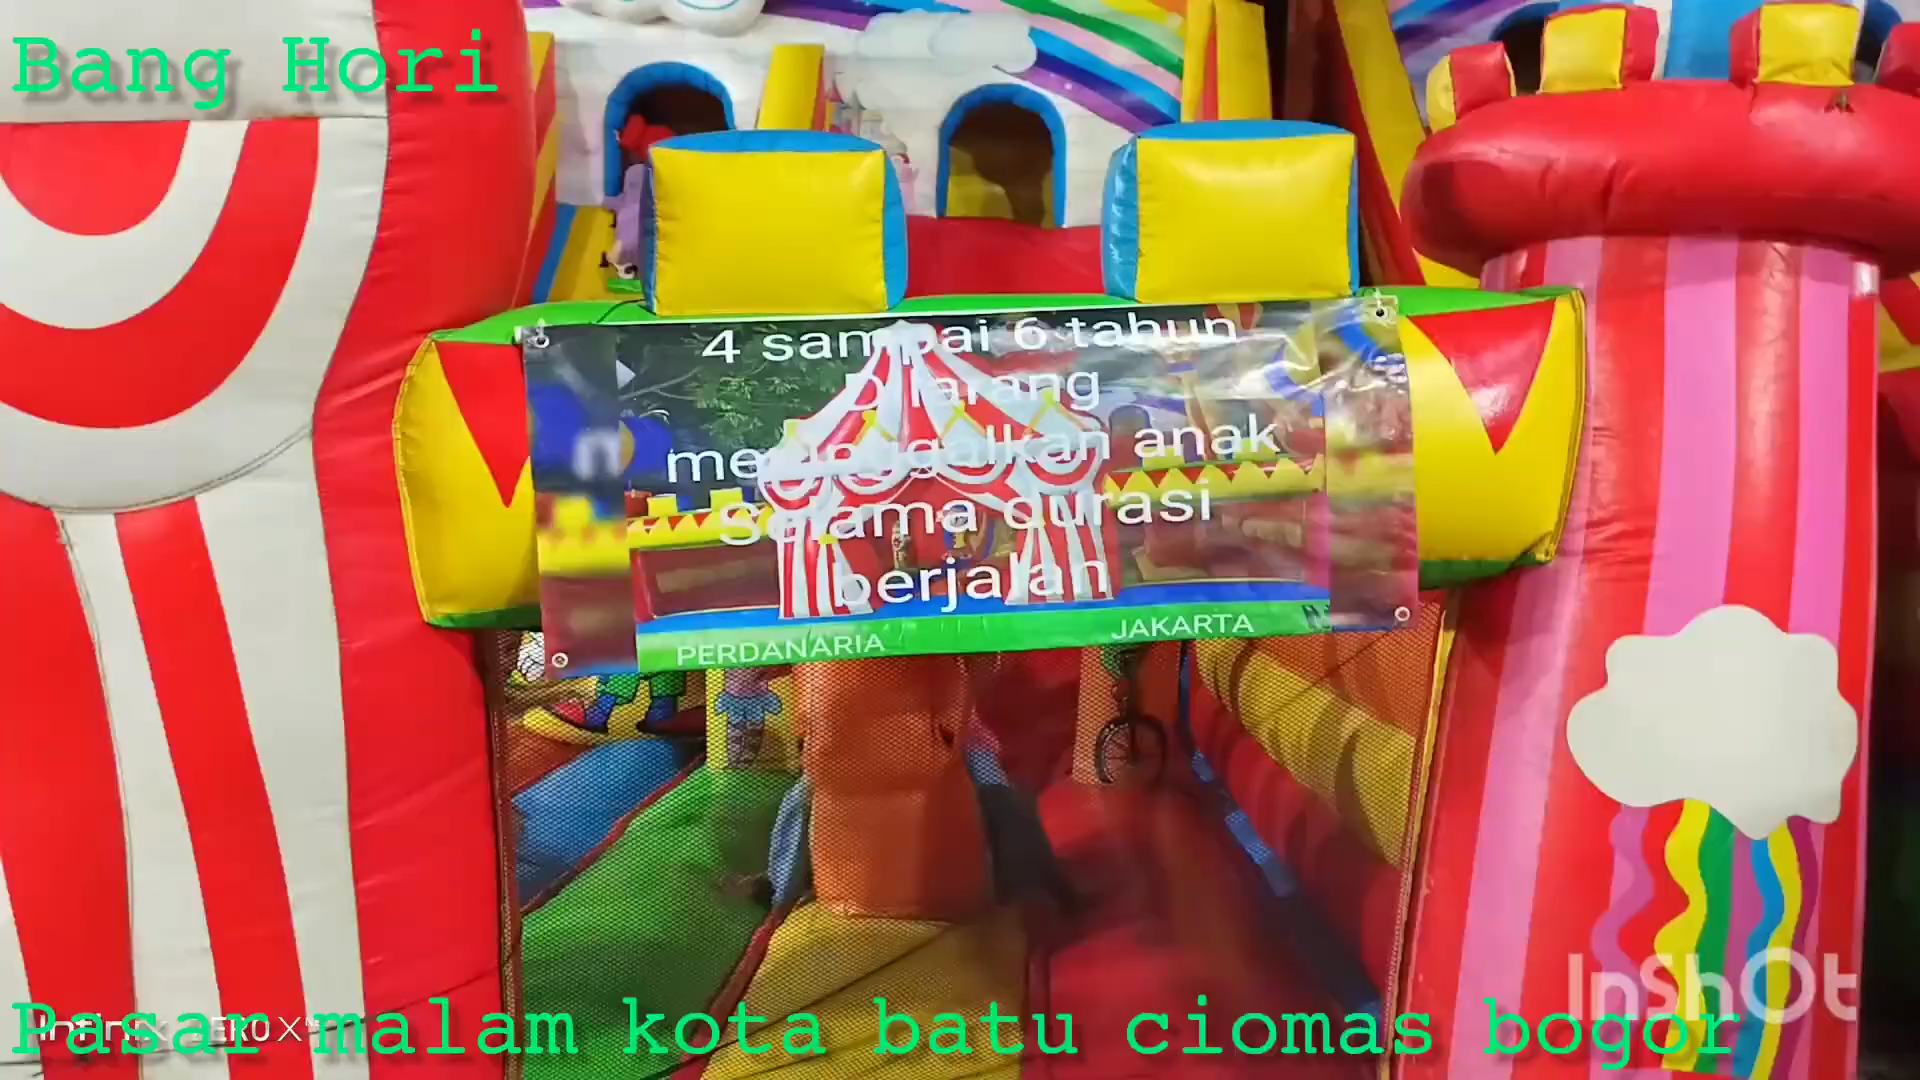 Bang Hori
4 sampai 6 tahun
Dilarang
meninggalkan anak
Selama durasi
berjalan
PERDANARIA JAKARTA
InShOt
Pasar malam kota batu ciomas bogor